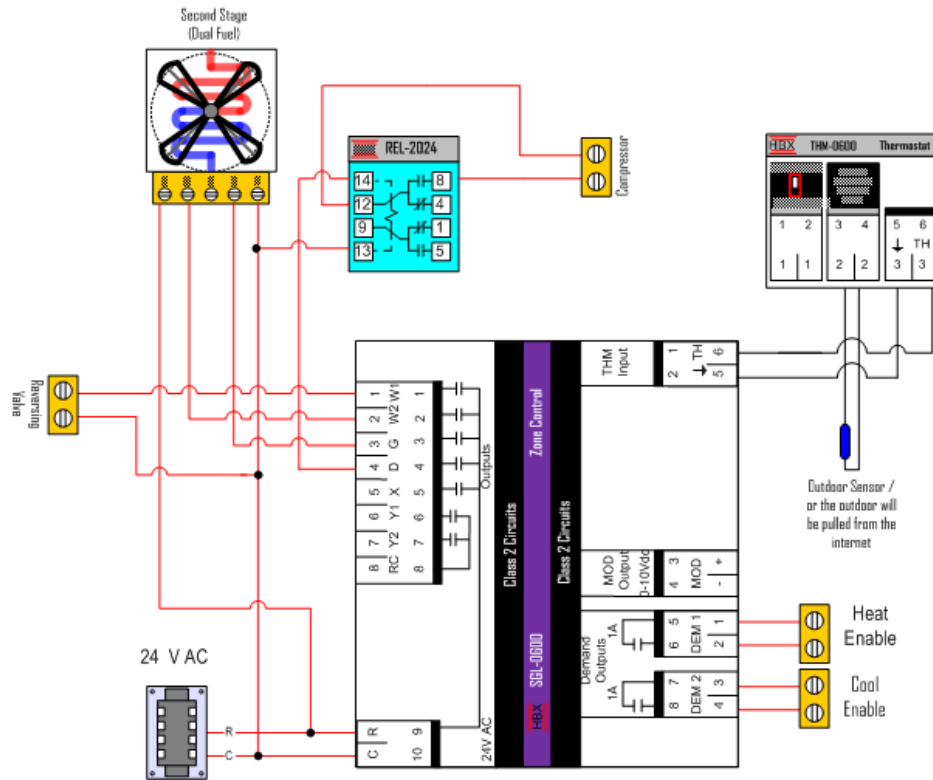 Second Stage
(Dual Fuel)
REL-2024
14
8
12
4
9
1
13
5
Compressor
HBX THM-0600 Thermostat
1 2
3 4
5 6
TH
1 1
2 2
3 3
Reversing
Valve
1 W1 1
2 W2 2
3 G 3
4 D 4
5 X 5
6 Y1 6
7 Y2 7
8 RC 8
Outputs
Class 2 Circuits
Zone Control
SGL-0600
HBX
Class 2 Circuits
THM
Input
1 TH 6
2 5
Outdoor Sensor /
or the outdoor will
be pulled from the
internet
MOD
Output
0-10Vdc
3 MOD +
4 -
Demand
Outputs
1A
5 DEM 1 1
6 2
1A
7 DEM 2 3
8 4
Heat
Enable
Cool
Enable
24 V AC
R
C
R 9
C 10
24V AC